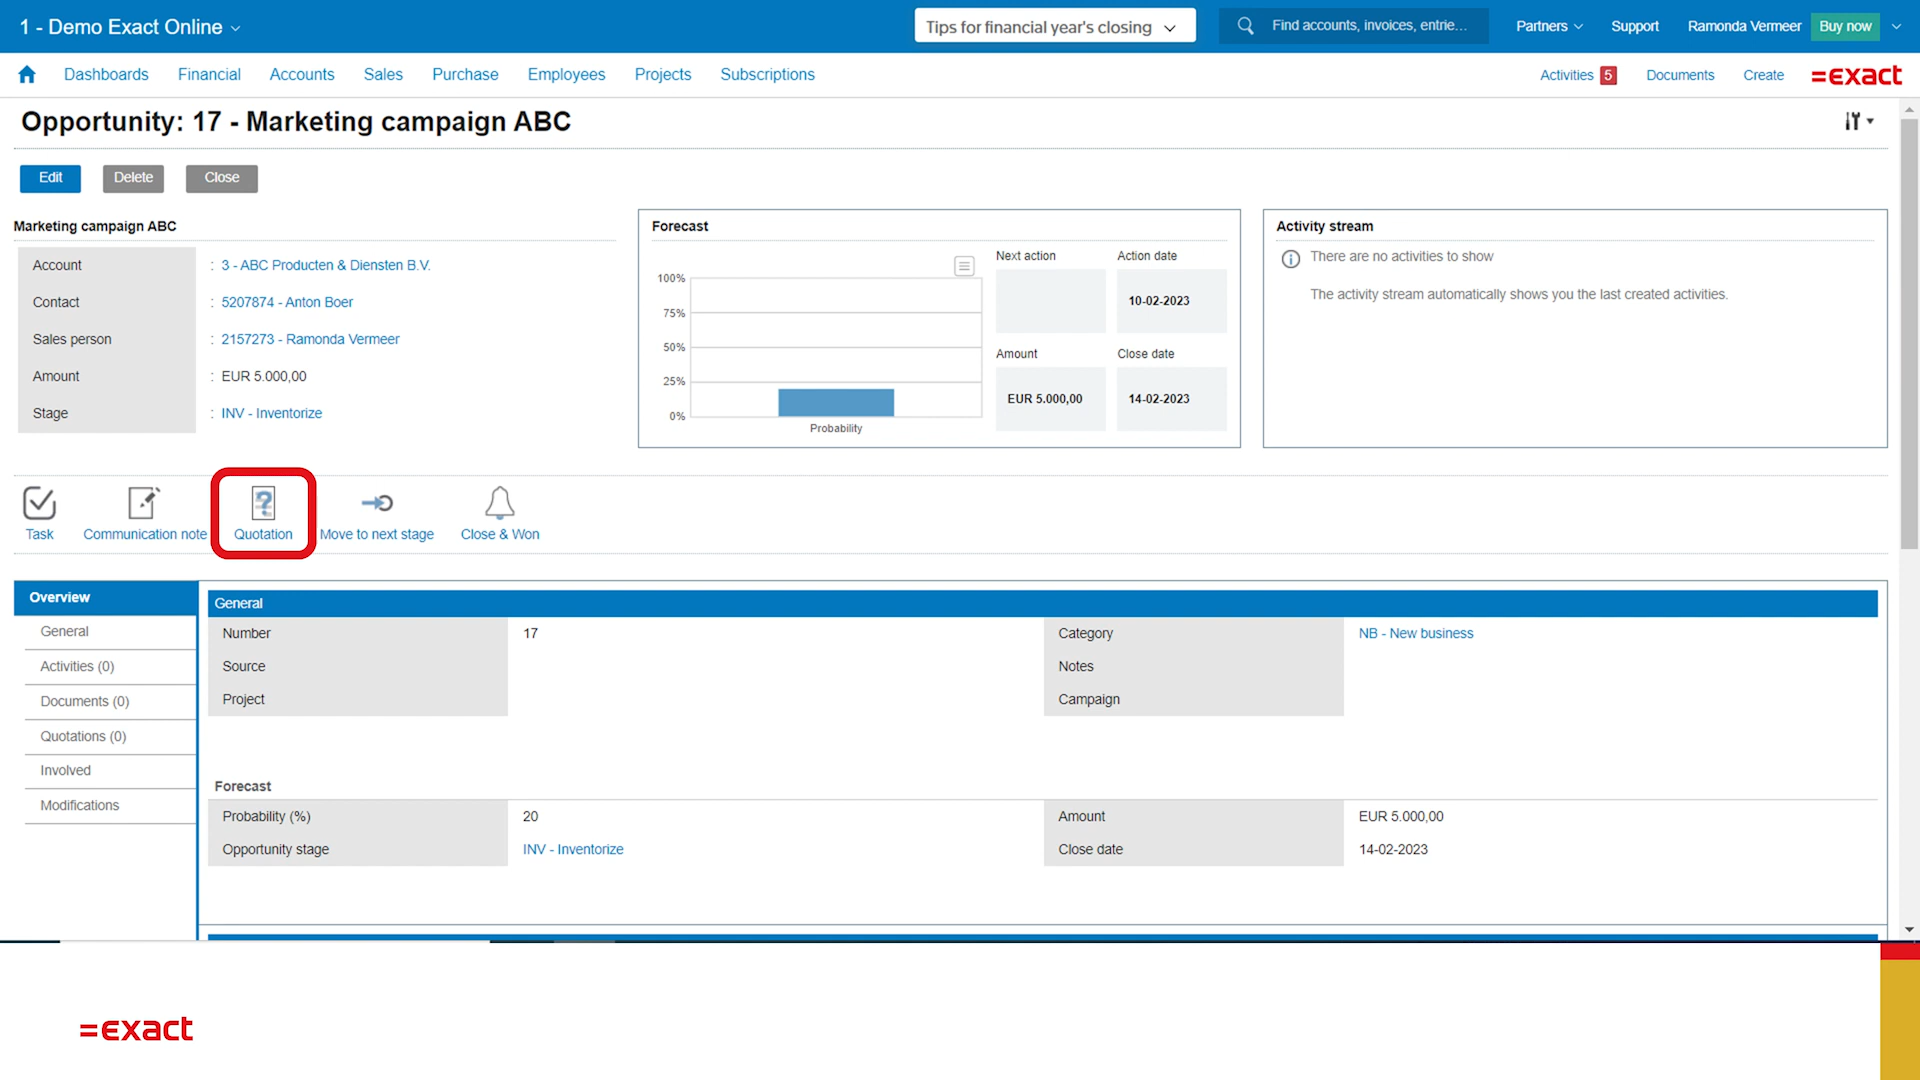 1 - Demo Exact Online
Tips for financial year's closing
Find accounts, invoices, entrie...
Partners
Support
Ramonda Vermeer
Buy now
Dashboards
Financial
Accounts
Sales
Purchase
Employees
Projects
Subscriptions
Activities 5
Documents
Create
=exact
Opportunity: 17 - Marketing campaign ABC
Edit
Delete
Close
Marketing campaign ABC
Account : 3 - ABC Producten & Diensten B.V.
Contact : 5207874 - Anton Boer
Sales person : 2157273 - Ramonda Vermeer
Amount : EUR 5.000,00
Stage : INV - Inventorize
Forecast
100%
75%
50%
25%
0%
Probability
Next action
Action date
10-02-2023
Amount
Close date
EUR 5.000,00
14-02-2023
Activity stream
There are no activities to show
The activity stream automatically shows you the last created activities.
Task
Communication note
Quotation
Move to next stage
Close & Won
Overview
General
Activities (0)
Documents (0)
Quotations (0)
Involved
Modifications
General
Number 17
Category NB - New business
Source
Notes
Project
Campaign
Forecast
Probability (%) 20
Amount EUR 5.000,00
Opportunity stage INV - Inventorize
Close date 14-02-2023
=exact